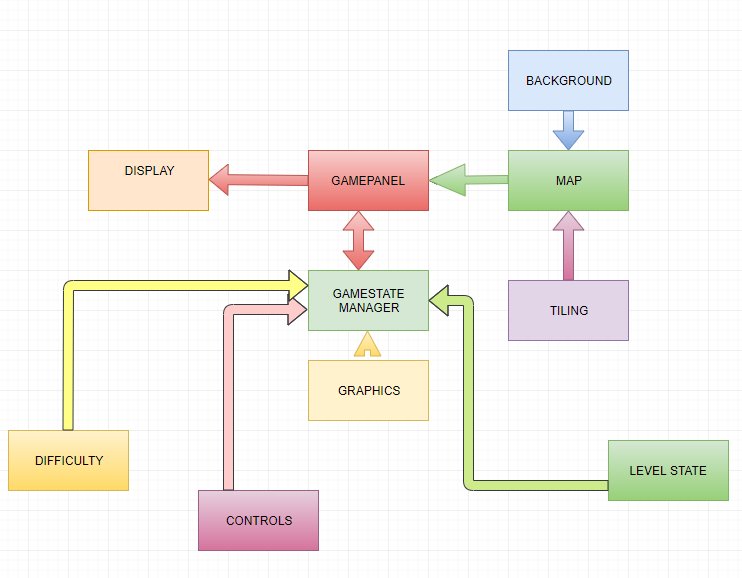 BACKGROUND
DISPLAY
GAMEPANEL
MAP
GAMESTATE
MANAGER
TILING
GRAPHICS
DIFFICULTY
LEVEL STATE
CONTROLS